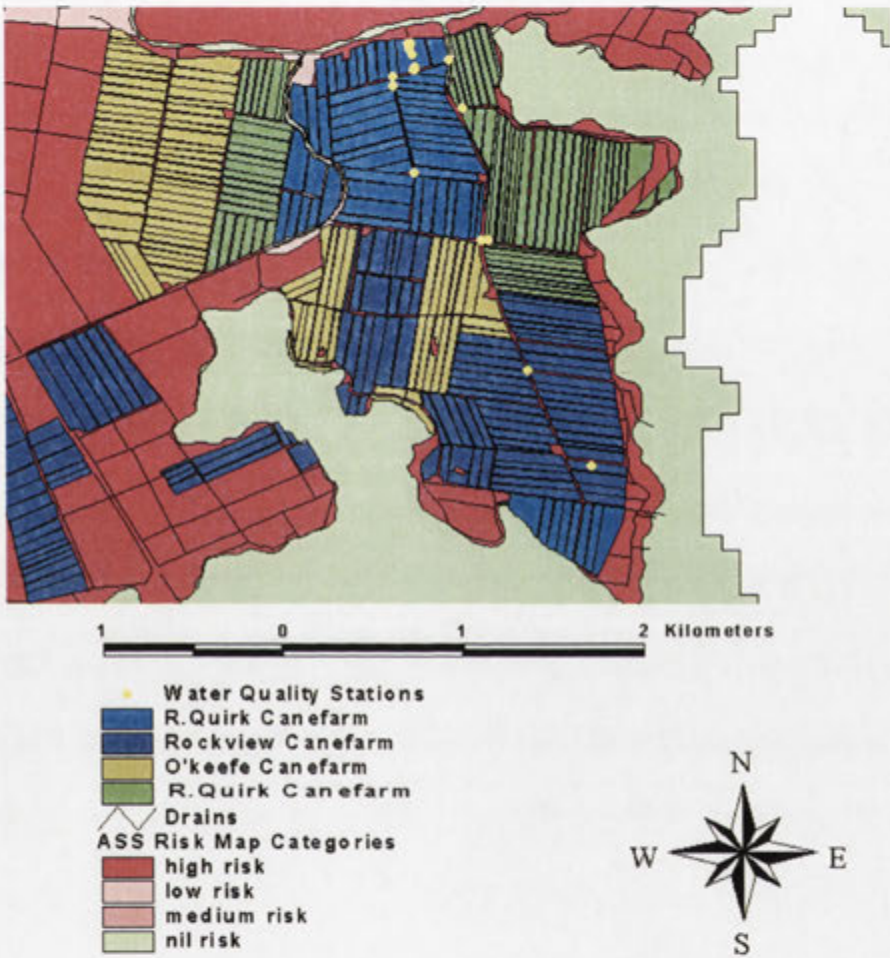 1 0 1 2 Kilometers
Water Quality Stations
R.Quirk Canefarm
Rockview Canefarm
O'keefe Canefarm
R.Quirk Canefarm
Drains
ASS Risk Map Categories
high risk
low risk
medium risk
nil risk
N
W E
S